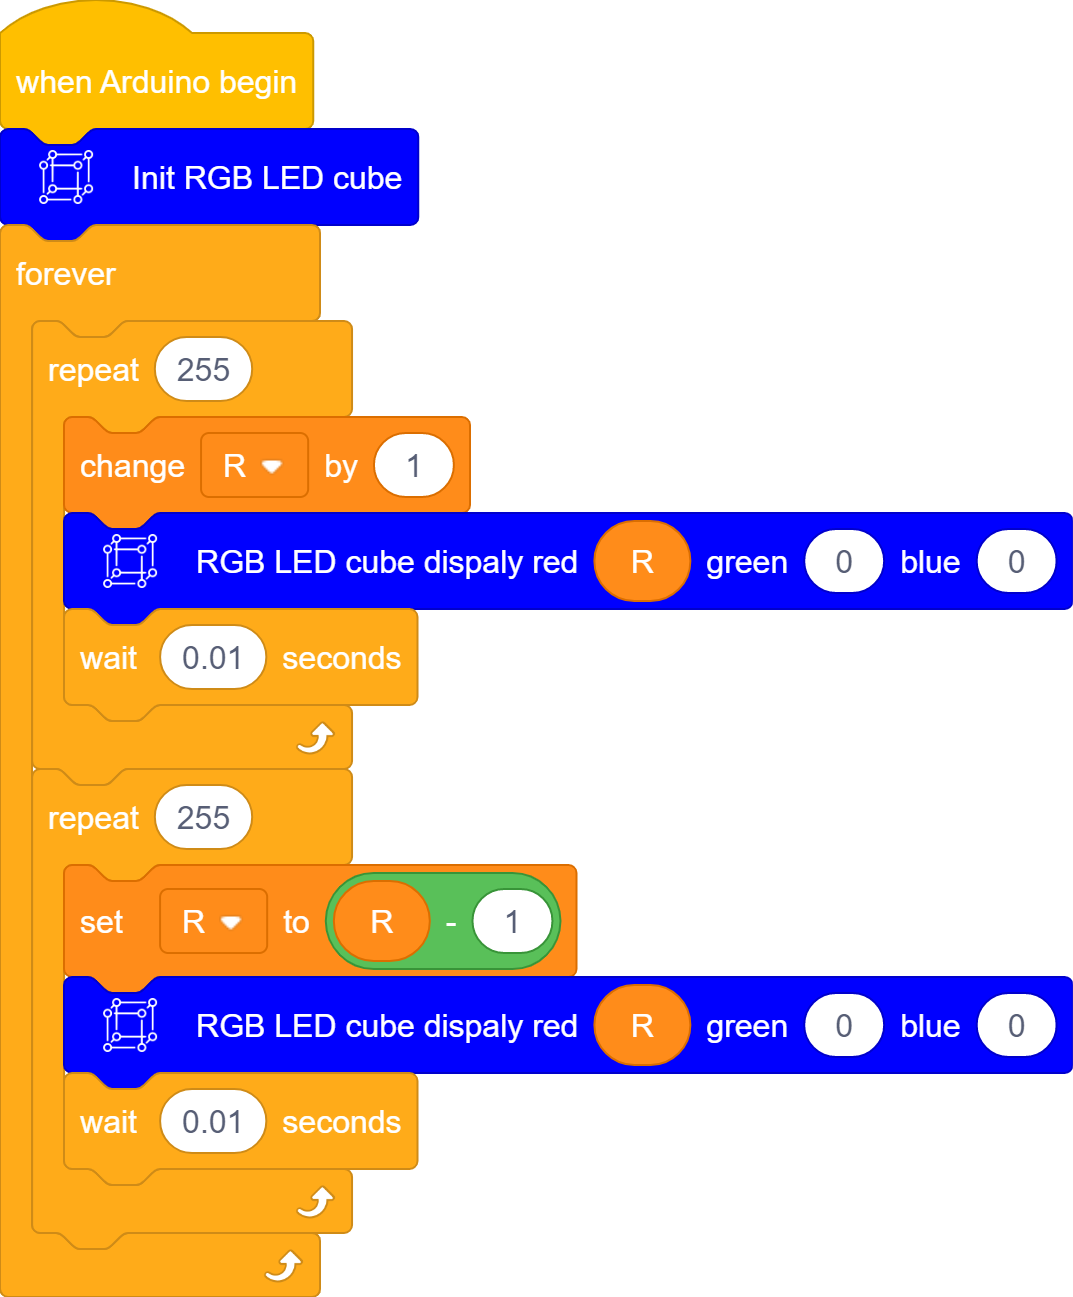 when Arduino begin
Init RGB LED cube
forever
repeat 255
change R by 1
RGB LED cube dispaly red R green 0 blue 0
wait 0.01 seconds
repeat 255
set R to R - 1
RGB LED cube dispaly red R green 0 blue 0
wait 0.01 seconds